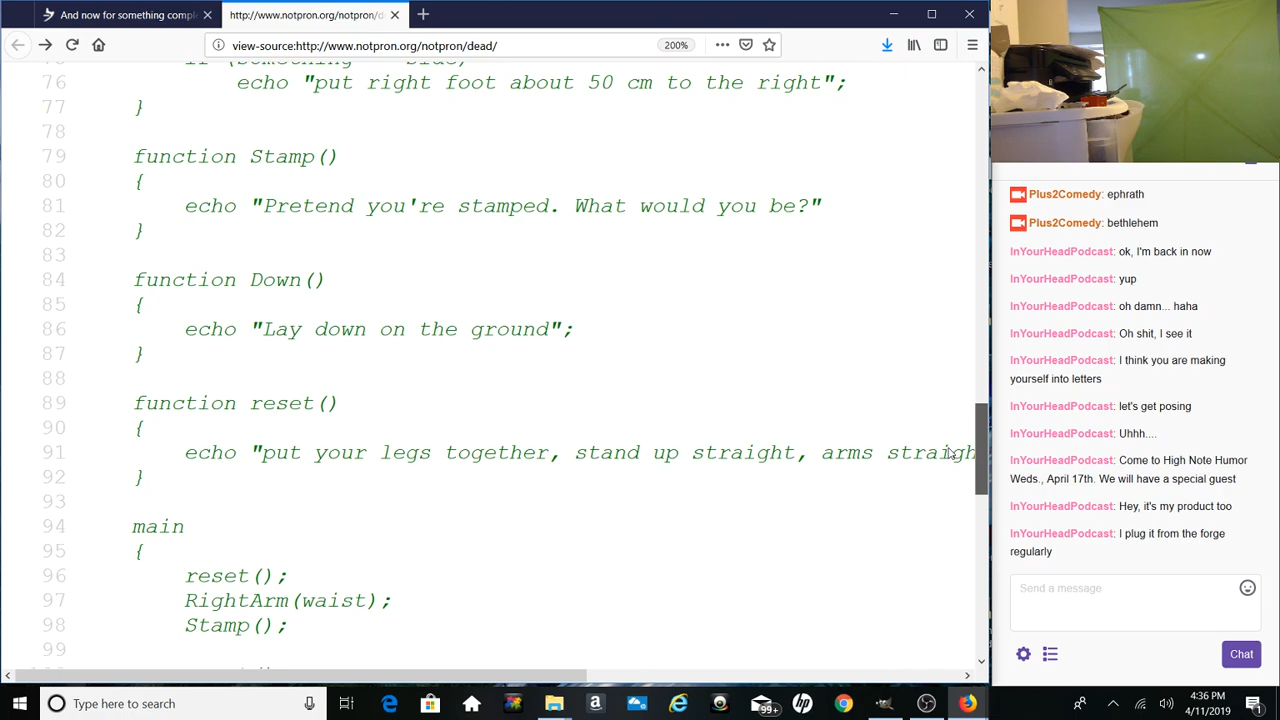 And now for something compl
http://www.notpron.org/notpron/d
view-source:http://www.notpron.org/notpron/dead/
200%
76 echo "put right foot about 50 cm to the right";
77 }
78
79 function Stamp()
80 {
81 echo "Pretend you're stamped. What would you be?"
82 }
83
84 function Down()
85 {
86 echo "Lay down on the ground";
87 }
88
89 function reset()
90 {
91 echo "put your legs together, stand up straight, arms straigh
92 }
93
94 main
95 {
96 reset();
97 RightArm(waist);
98 Stamp();
99
Plus2Comedy: ephrath
Plus2Comedy: bethlehem
InYourHeadPodcast: ok, I'm back in now
InYourHeadPodcast: yup
InYourHeadPodcast: oh damn... haha
InYourHeadPodcast: Oh shit, I see it
InYourHeadPodcast: I think you are making
yourself into letters
InYourHeadPodcast: let's get posing
InYourHeadPodcast: Uhhh....
InYourHeadPodcast: Come to High Note Humor
Weds., April 17th. We will have a special guest
InYourHeadPodcast: Hey, it's my product too
InYourHeadPodcast: I plug it from the forge
regularly
Send a message
Chat
Type here to search
99+
4:36 PM
4/11/2019